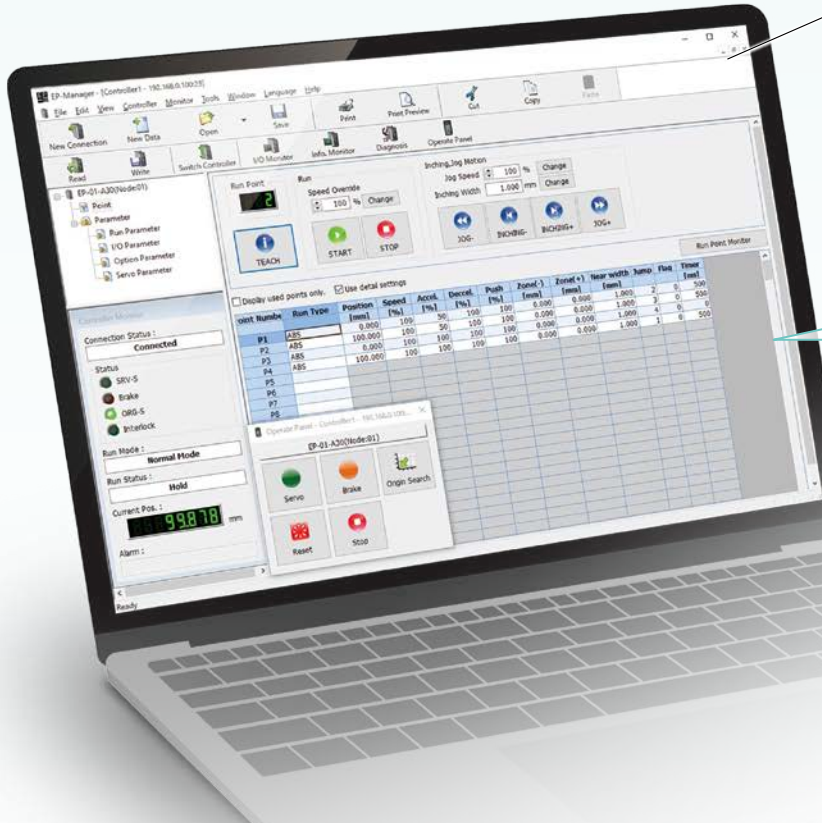 EP-Manager - [Controller1 - 192.168.0.100:23]
File Edit View Controller Monitor Tools Window Language Help
New Connection New Data Open Save Print Print Preview Cut Copy Paste
Read Write Switch Controller I/O Monitor Info. Monitor Diagnosis Operate Panel
EP-01-A30(Node:01)
Point
Parameter
Run Parameter
I/O Parameter
Option Parameter
Servo Parameter
Controller Monitor
Connection Status :
Connected
Status
SRV-S
Brake
ORG-S
Interlock
Run Mode :
Normal Mode
Run Status :
Hold
Current Pos. :
99.878 mm
Alarm :
Ready
Run Point
2
TEACH
Run
Speed Override
100 % Change
START STOP
Inching,Jog Motion
Jog Speed 100 % Change
Inching Width 1.000 mm Change
JOG- INCHING- INCHING+ JOG+
Run Point Monitor
Display used points only. Use detal settings
oint Numbe Run Type Position [mm] Speed [%] Accel. [%] Deccel. [%] Push [%] Zone(-) [mm] Zone(+) [mm] Near width [mm] Jump Flag Timer [ms]
P1 ABS 0.000 100 50 100 100 0.000 0.000 1.000 2 0 500
P2 ABS 100.000 100 50 100 100 0.000 0.000 1.000 3 0 500
P3 ABS 0.000 100 100 100 100 0.000 0.000 1.000 4 0 0
P4 ABS 100.000 100 100 100 100 0.000 0.000 1.000 1 0 500
P5
P6
P7
P8
Operate Panel - Controller1 - 192.168.0.100...
EP-01-A30(Node:01)
Servo Brake Origin Search
Reset Stop